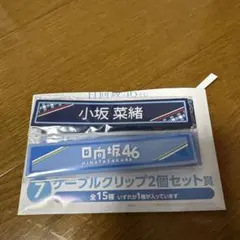 小坂 菜緒
日向坂46
HINATAZAKA46
7 ケーブルグリップ2個セット賞
全15種 いずれか1種が入っています